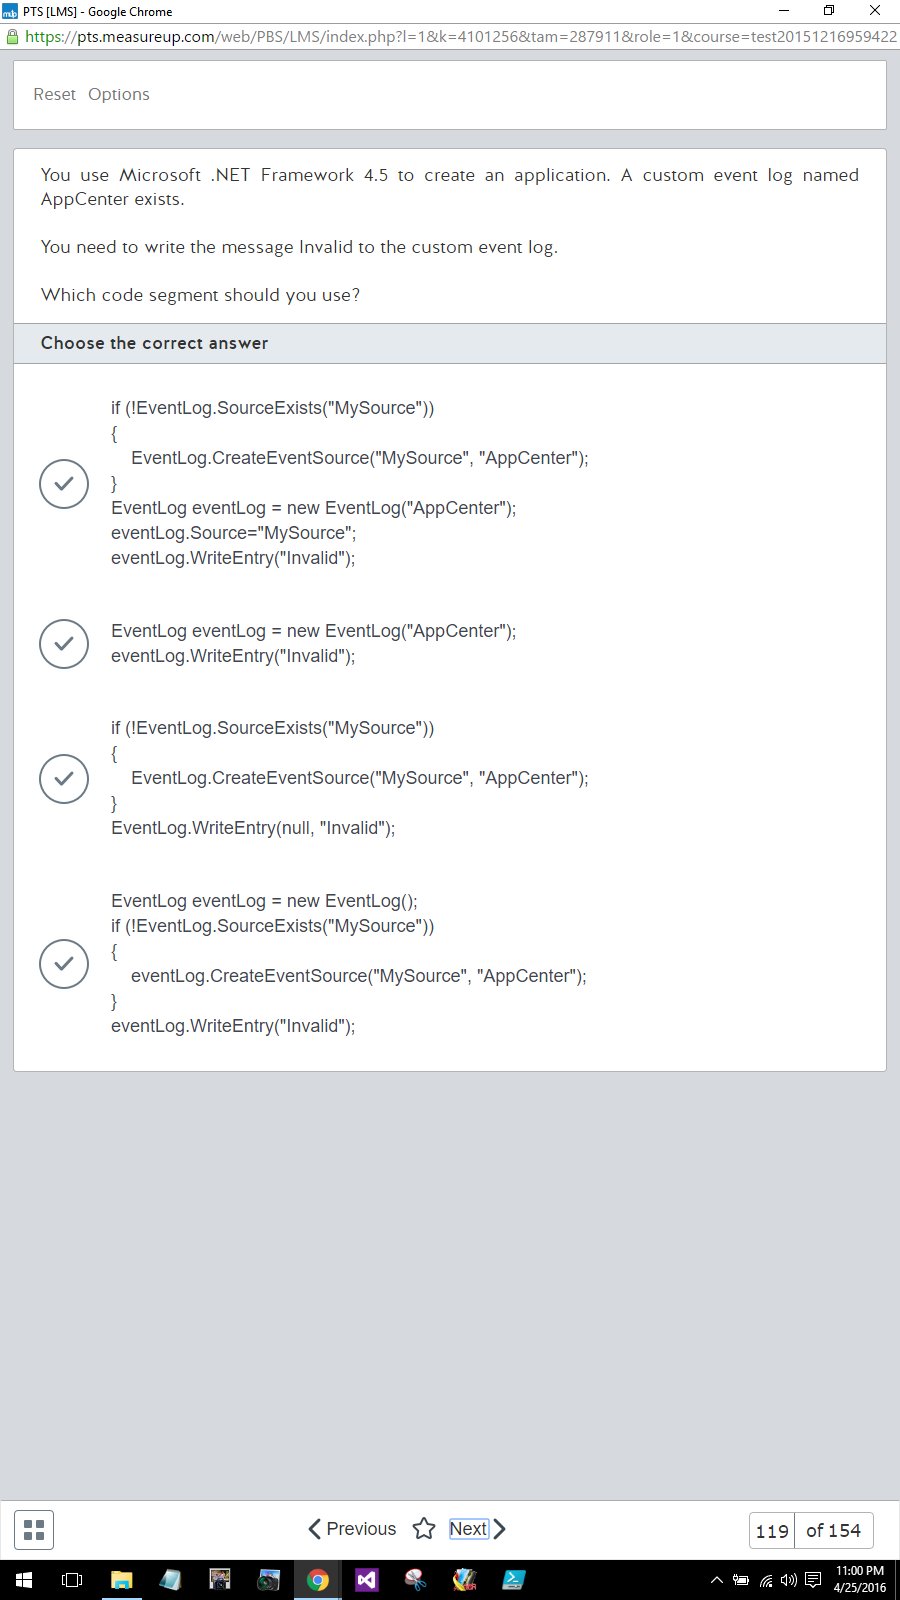 PTS [LMS] - Google Chrome
https://pts.measureup.com/web/PBS/LMS/index.php?l=1&k=4101256&tam=287911&role=1&course=test20151216959422
Reset Options
You use Microsoft .NET Framework 4.5 to create an application. A custom event log named
AppCenter exists.
You need to write the message Invalid to the custom event log.
Which code segment should you use?
Choose the correct answer
if (!EventLog.SourceExists("MySource"))
{
EventLog.CreateEventSource("MySource", "AppCenter");
}
EventLog eventLog = new EventLog("AppCenter");
eventLog.Source="MySource";
eventLog.WriteEntry("Invalid");
EventLog eventLog = new EventLog("AppCenter");
eventLog.WriteEntry("Invalid");
if (!EventLog.SourceExists("MySource"))
{
EventLog.CreateEventSource("MySource", "AppCenter");
}
EventLog.WriteEntry(null, "Invalid");
EventLog eventLog = new EventLog();
if (!EventLog.SourceExists("MySource"))
{
eventLog.CreateEventSource("MySource", "AppCenter");
}
eventLog.WriteEntry("Invalid");
Previous Next 119 of 154
11:00 PM
4/25/2016